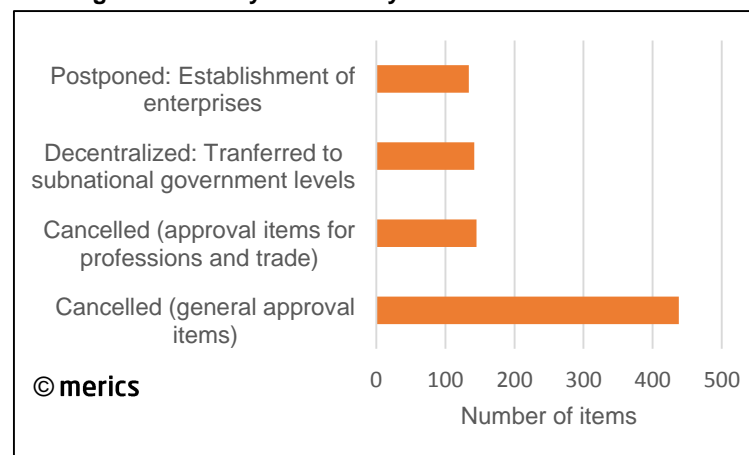 Postponed: Establishment of
enterprises
Decentralized: Tranferred to
subnational government levels
Cancelled (approval items for
professions and trade)
Cancelled (general approval
items)
0 100 200 300 400 500
Number of items
© merics